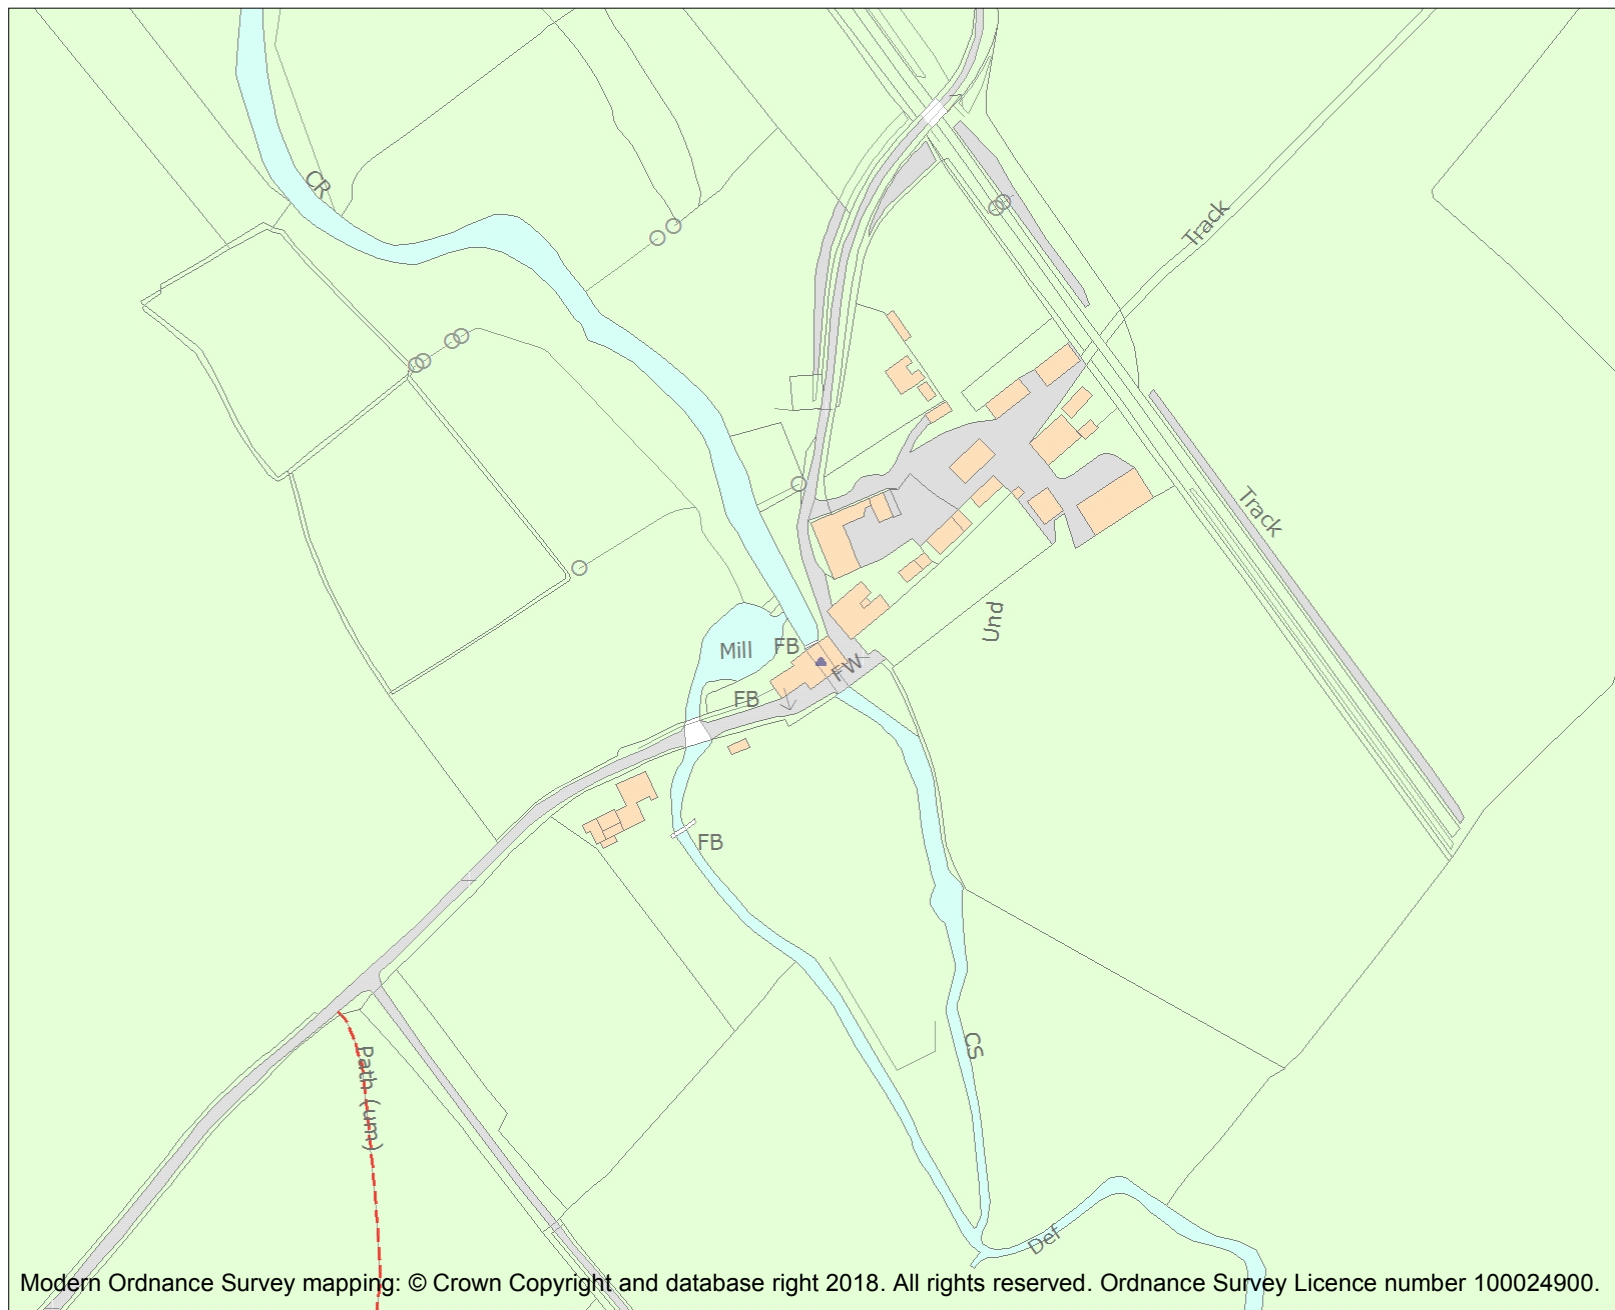 CR
Track
Track
Und
Mill
FB
FW
FB
FB
CS
Path (um)
Def
Modern Ordnance Survey mapping: © Crown Copyright and database right 2018. All rights reserved. Ordnance Survey Licence number 100024900.